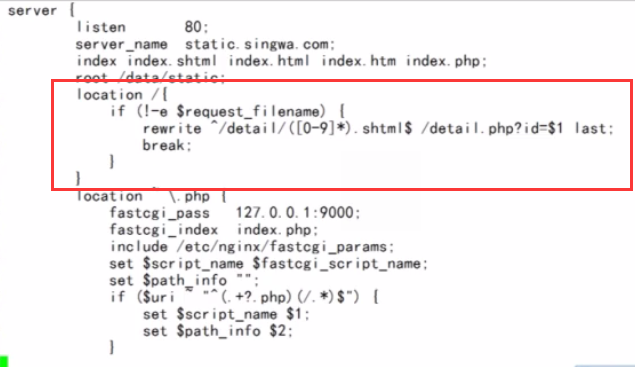 server {
listen 80;
server_name static.singwa.com;
index index.shtml index.html index.htm index.php;
root /data/static;
location /{
if (!-e $request_filename) {
rewrite ^/detail/([0-9]*).shtml$ /detail.php?id=$1 last;
break;
}
}
location ~ \.php {
fastcgi_pass 127.0.0.1:9000;
fastcgi_index index.php;
include /etc/nginx/fastcgi_params;
set $script_name $fastcgi_script_name;
set $path_info "";
if ($uri ~ "^(.+?.php)(/.*)$") {
set $script_name $1;
set $path_info $2;
}